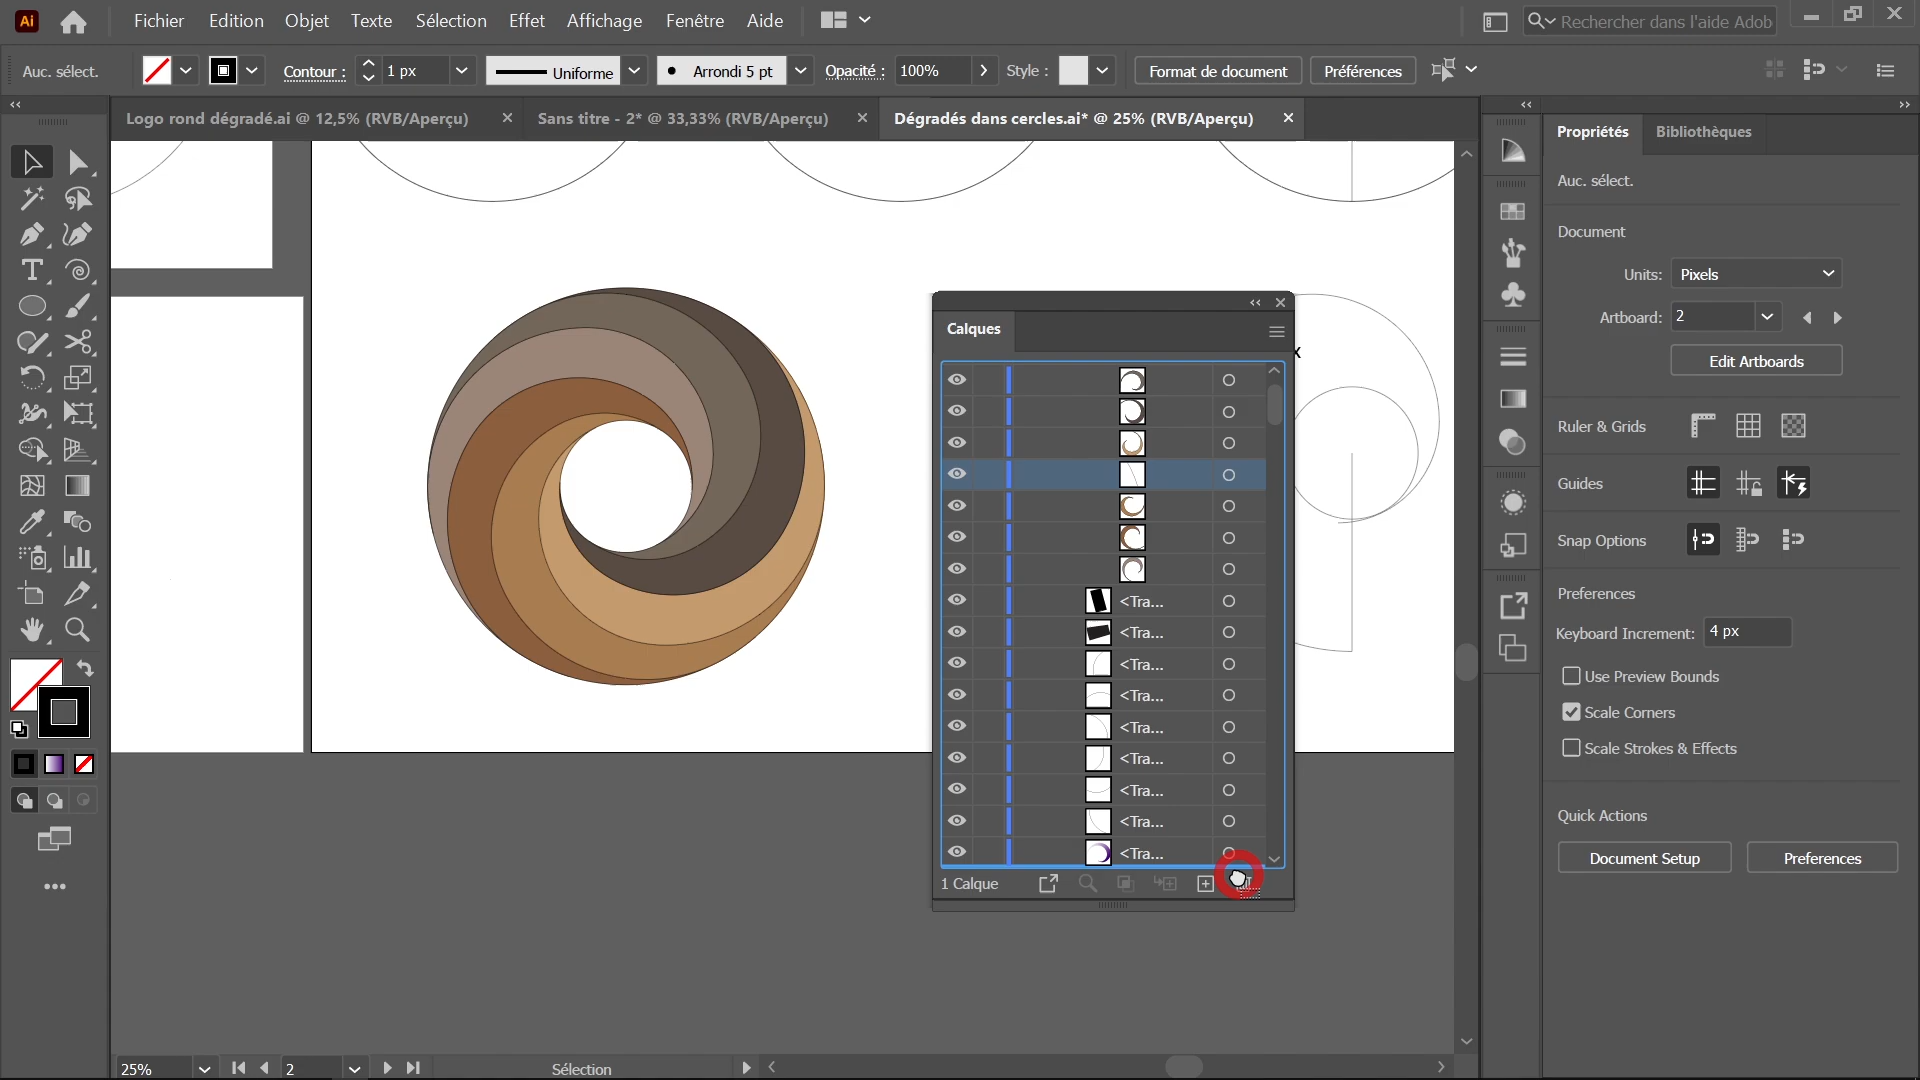 Ai Fichier Edition Objet Texte Sélection Effet Affichage Fenêtre Aide Rechercher dans l'aide Adob
Auc. sélect. Contour : 1 px Uniforme Arrondi 5 pt Opacité : 100% Style : Format de document Préférences
Logo rond dégradé.ai @ 12,5% (RVB/Aperçu) Sans titre - 2* @ 33,33% (RVB/Aperçu) Dégradés dans cercles.ai* @ 25% (RVB/Aperçu)
Propriétés Bibliothèques
Auc. sélect.
Document
Units: Pixels
Artboard: 2
Edit Artboards
Ruler & Grids
Guides
Snap Options
Preferences
Keyboard Increment: 4 px
Use Preview Bounds
Scale Corners
Scale Strokes & Effects
Quick Actions
Document Setup Preferences
Calques
<Tra...
<Tra...
<Tra...
<Tra...
<Tra...
<Tra...
<Tra...
<Tra...
<Tra...
1 Calque
25% 2 Sélection